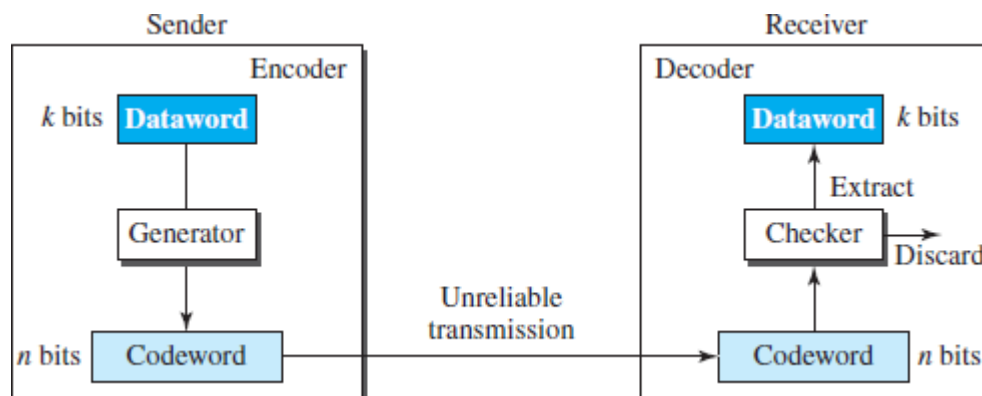 Sender
Encoder
k bits
Dataword
Generator
n bits
Codeword
Unreliable
transmission
Receiver
Decoder
Dataword
k bits
Extract
Checker
Discard
Codeword
n bits